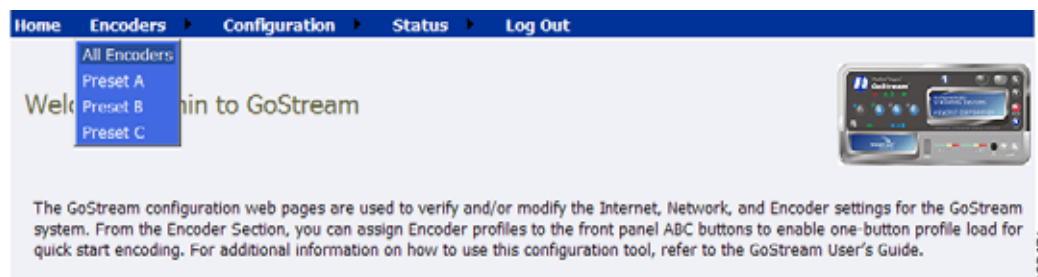 Home Encoders Configuration Status Log Out
All Encoders
Preset A
Preset B
Preset C
Welc min to GoStream
GoStream
The GoStream configuration web pages are used to verify and/or modify the Internet, Network, and Encoder settings for the GoStream
system. From the Encoder Section, you can assign Encoder profiles to the front panel ABC buttons to enable one-button profile load for
quick start encoding. For additional information on how to use this configuration tool, refer to the GoStream User's Guide.